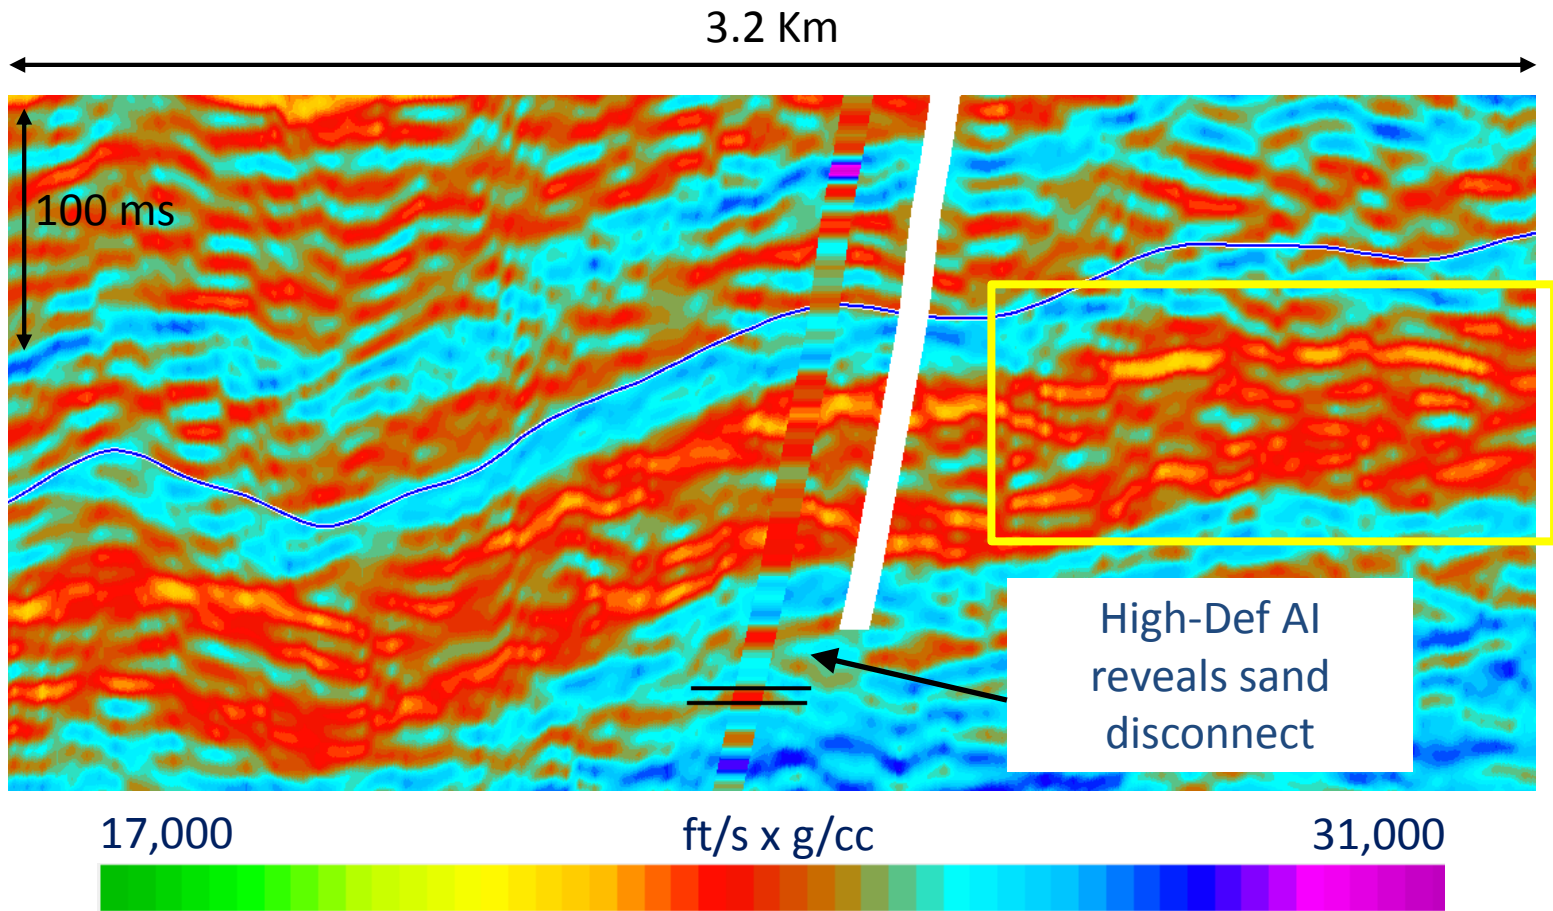 3.2 Km
100 ms
High-Def AI
reveals sand
disconnect
17,000 ft/s x g/cc 31,000